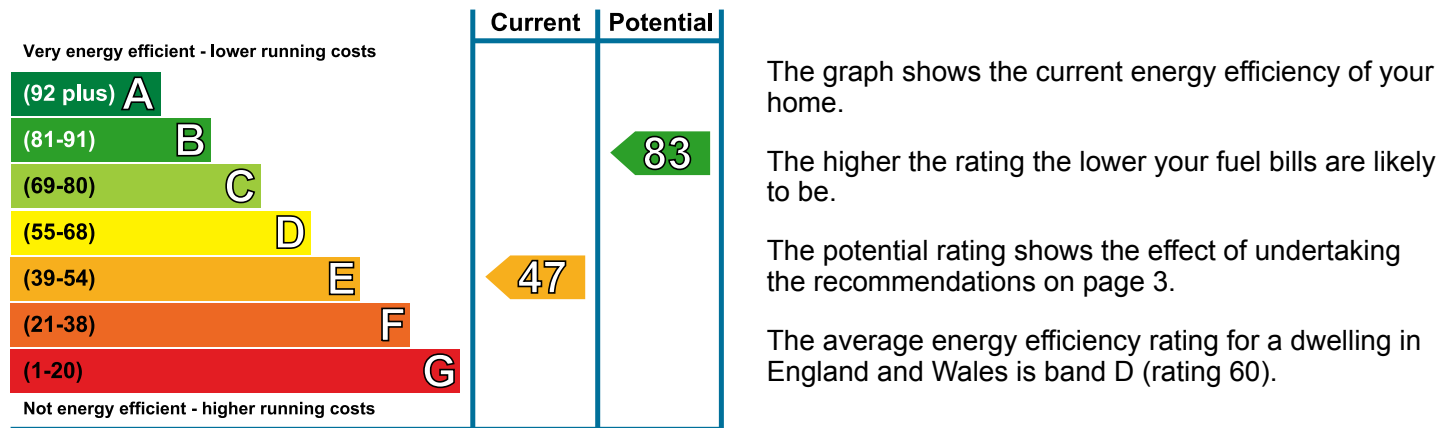 Current Potential
Very energy efficient - lower running costs
(92 plus) A
(81-91) B
83
(69-80) C
(55-68) D
(39-54) E
47
(21-38) F
(1-20) G
Not energy efficient - higher running costs
The graph shows the current energy efficiency of your
home.
The higher the rating the lower your fuel bills are likely
to be.
The potential rating shows the effect of undertaking
the recommendations on page 3.
The average energy efficiency rating for a dwelling in
England and Wales is band D (rating 60).